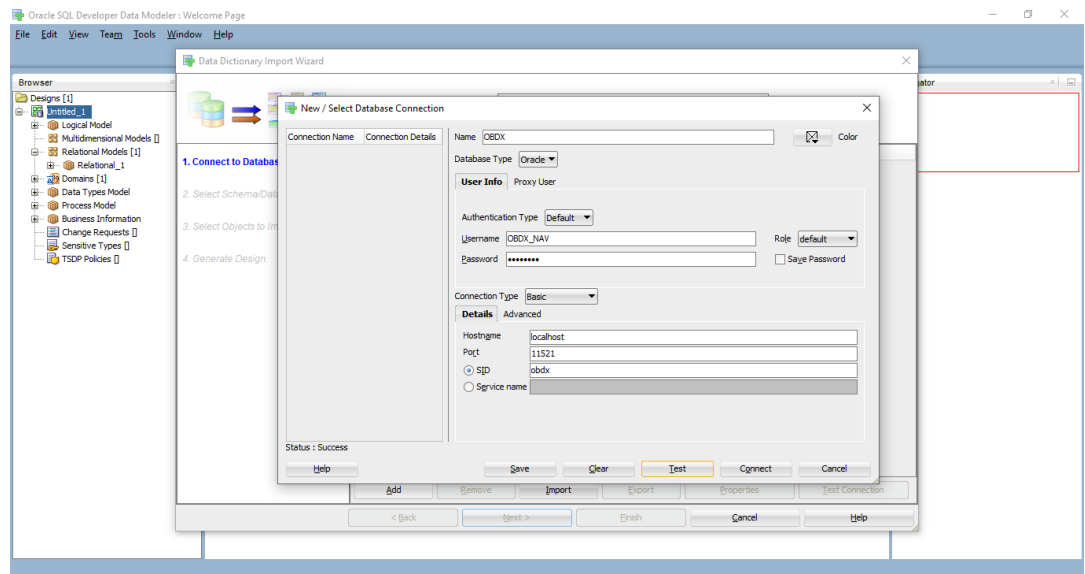 Oracle SQL Developer Data Modeler : Welcome Page
File Edit View Team Tools Window Help
Data Dictionary Import Wizard
Browser
Designs [1]
Untitled_1
Logical Model
Multidimensional Models []
Relational Models [1]
Relational_1
Domains [1]
Data Types Model
Process Model
Business Information
Change Requests []
Sensitive Types []
TSDP Policies []
1. Connect to Databas
2. Select Schema/Dat
3. Select Objects to Im
4. Generate Design.
New / Select Database Connection
Connection Name Connection Details
Name OBDX Color
Database Type Oracle
User Info Proxy User
Authentication Type Default
Username OBDX_NAV Role default
Password •••••••• Save Password
Connection Type Basic
Details Advanced
Hostname localhost
Port 11521
SID obdx
Service name
Status : Success
Help Save Clear Test Connect Cancel
Add Remove Import Export Properties Test Connection
< Back Next > Finish Cancel Help
ator